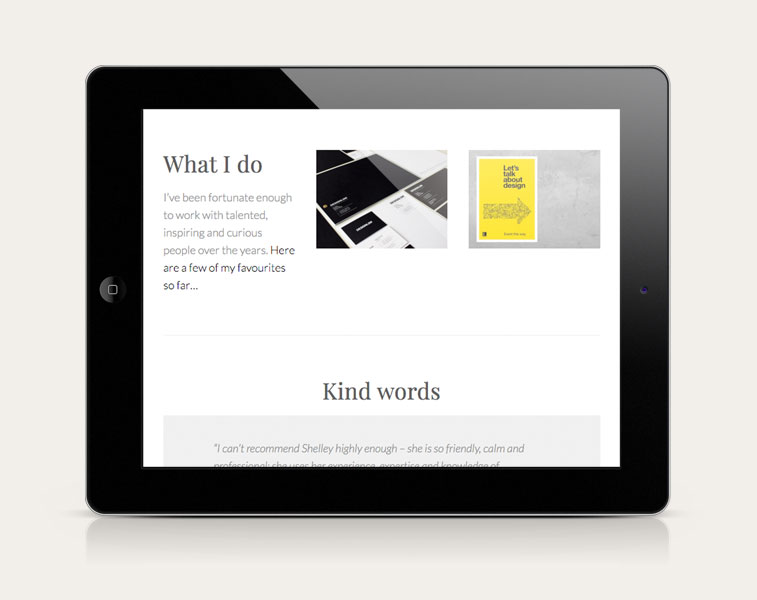 What I do
I've been fortunate enough
to work with talented,
inspiring and curious
people over the years. Here
are a few of my favourites
so far...
Let's
talk
about
design
Kind words
"I can't recommend Shelley highly enough – she is so friendly, calm and
professional; she uses her experience, expertise and knowledge of